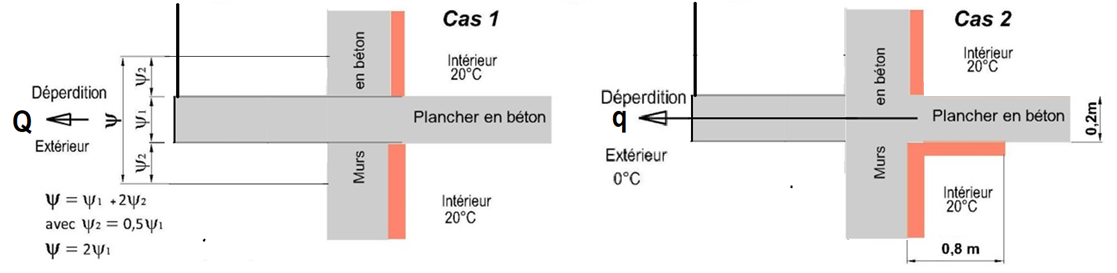 Cas 1
en béton
Intérieur
20°C
Ψ2
Déperdition
Q
Ψ
Ψ1
Plancher en béton
Extérieur
Ψ2
Murs
Intérieur
20°C
Ψ = Ψ1 + 2Ψ2
avec Ψ2 = 0,5Ψ1
Ψ = 2Ψ1
Cas 2
en béton
Intérieur
20°C
Déperdition
q
Plancher en béton
0,2m
Extérieur
0°C
Murs
Intérieur
20°C
0,8 m